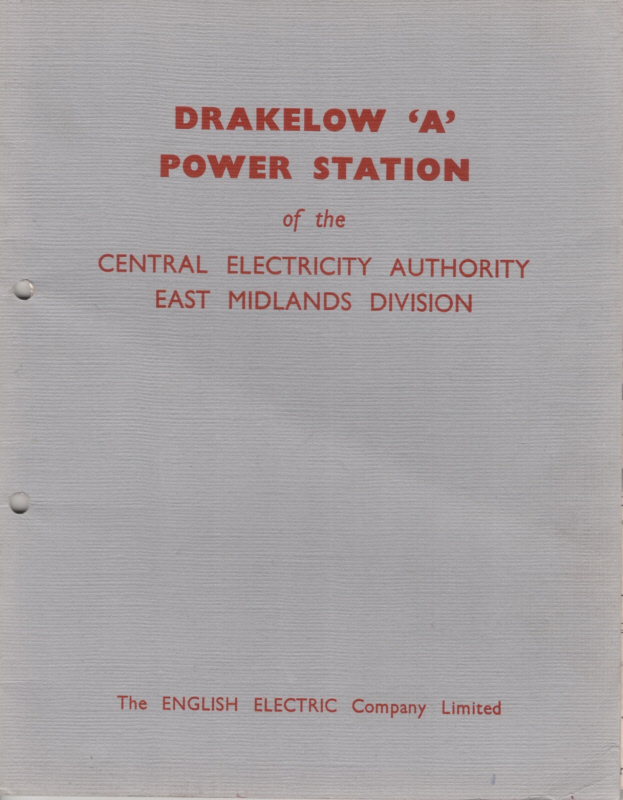 DRAKELOW ‘A’
POWER STATION
of the
CENTRAL ELECTRICITY AUTHORITY
EAST MIDLANDS DIVISION
The ENGLISH ELECTRIC Company Limited